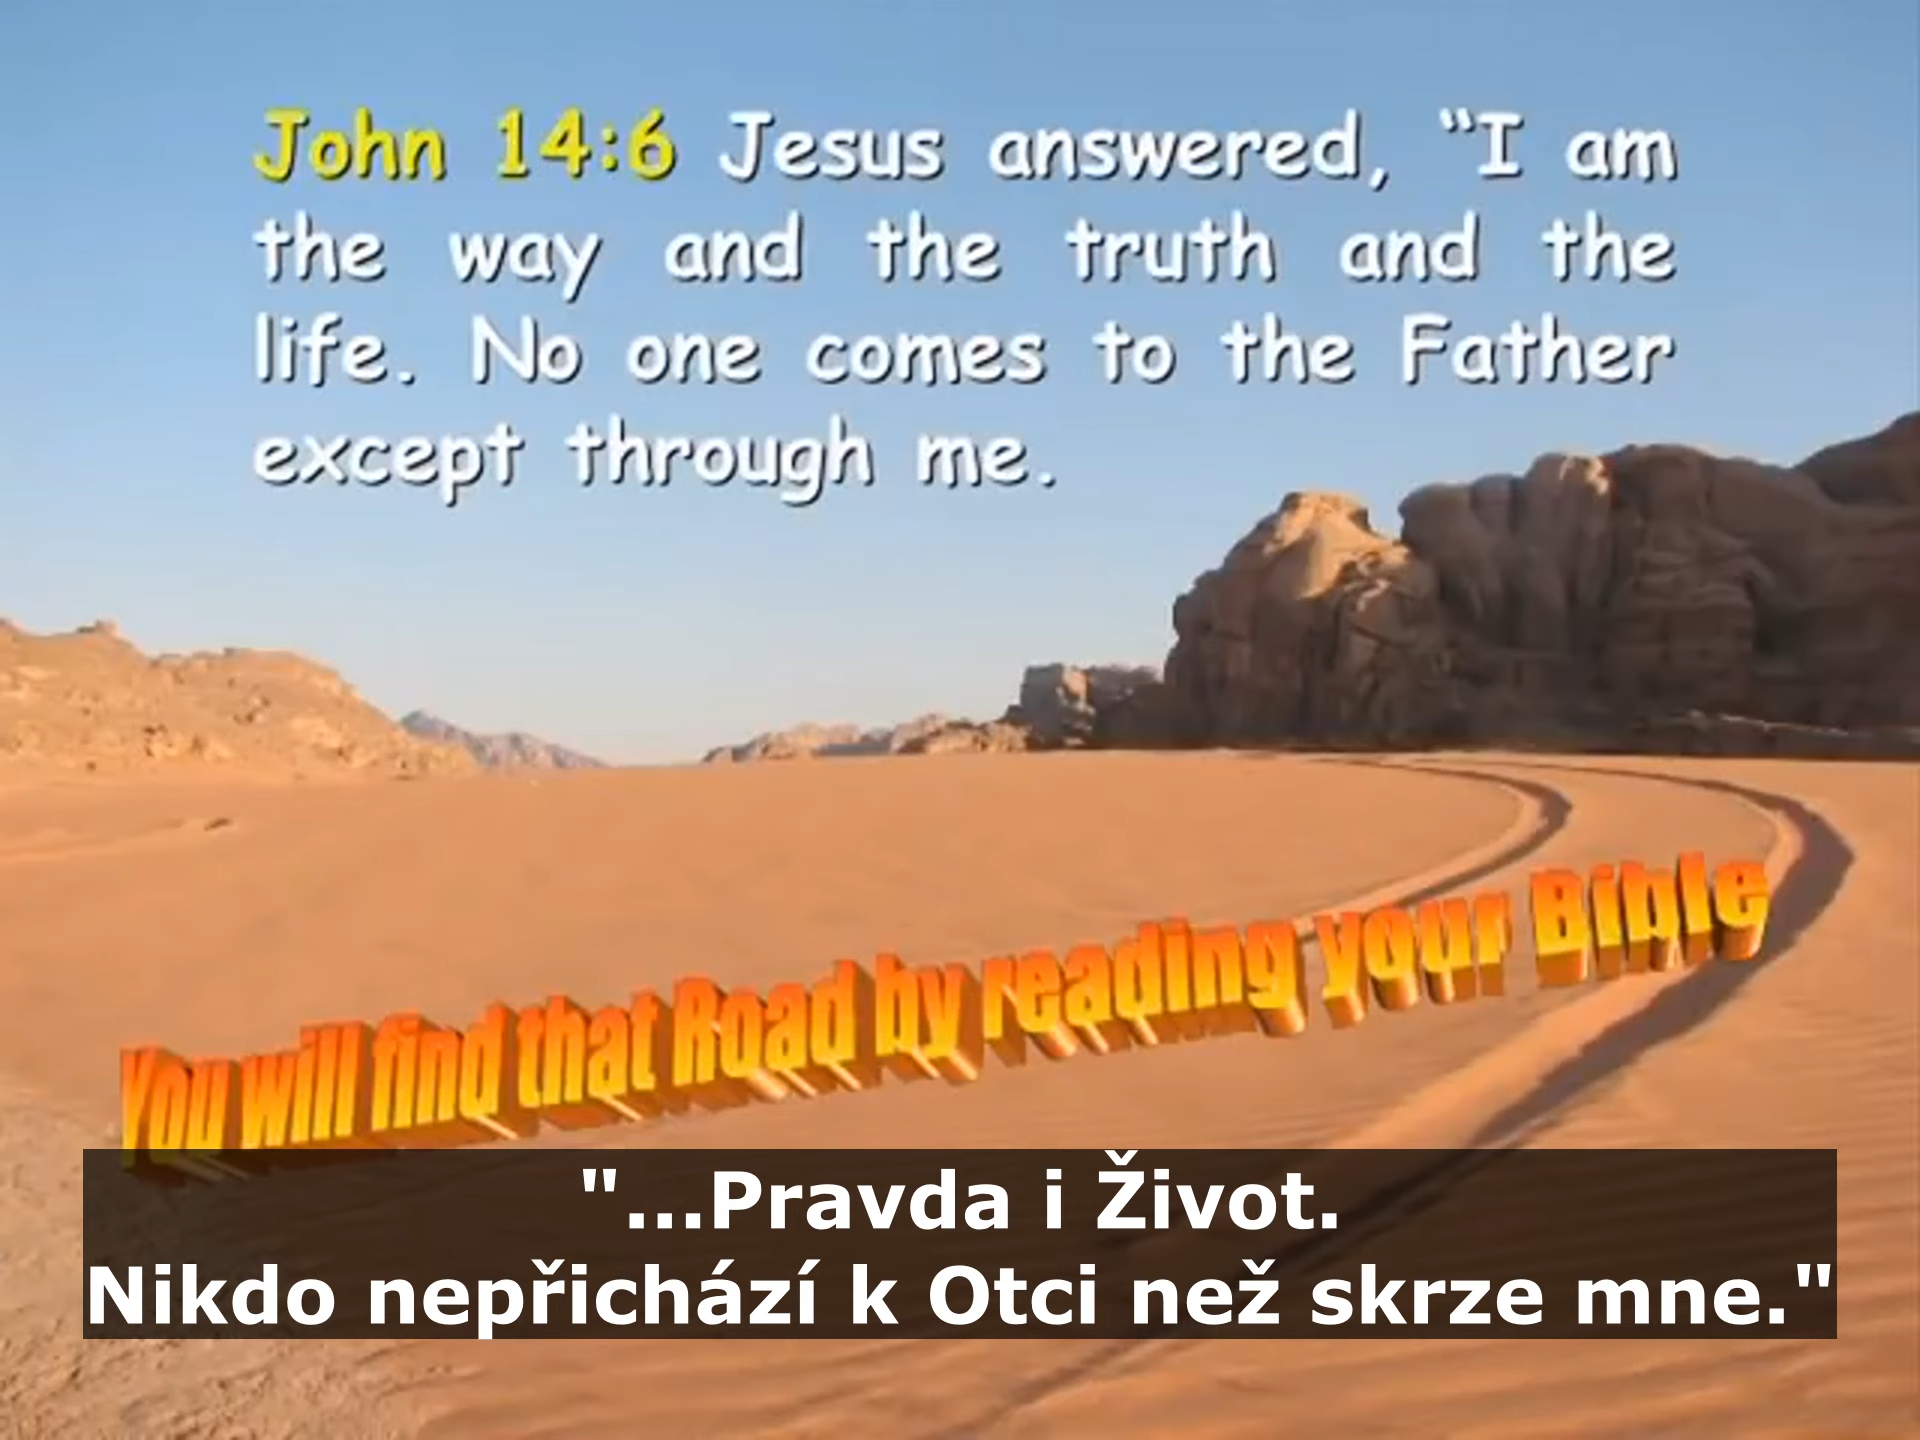 John 14:6 Jesus answered, “I am
the way and the truth and the
life. No one comes to the Father
except through me.
You will find that Road by reading your Bible
"...Pravda i Život.
Nikdo nepřichází k Otci než skrze mne."